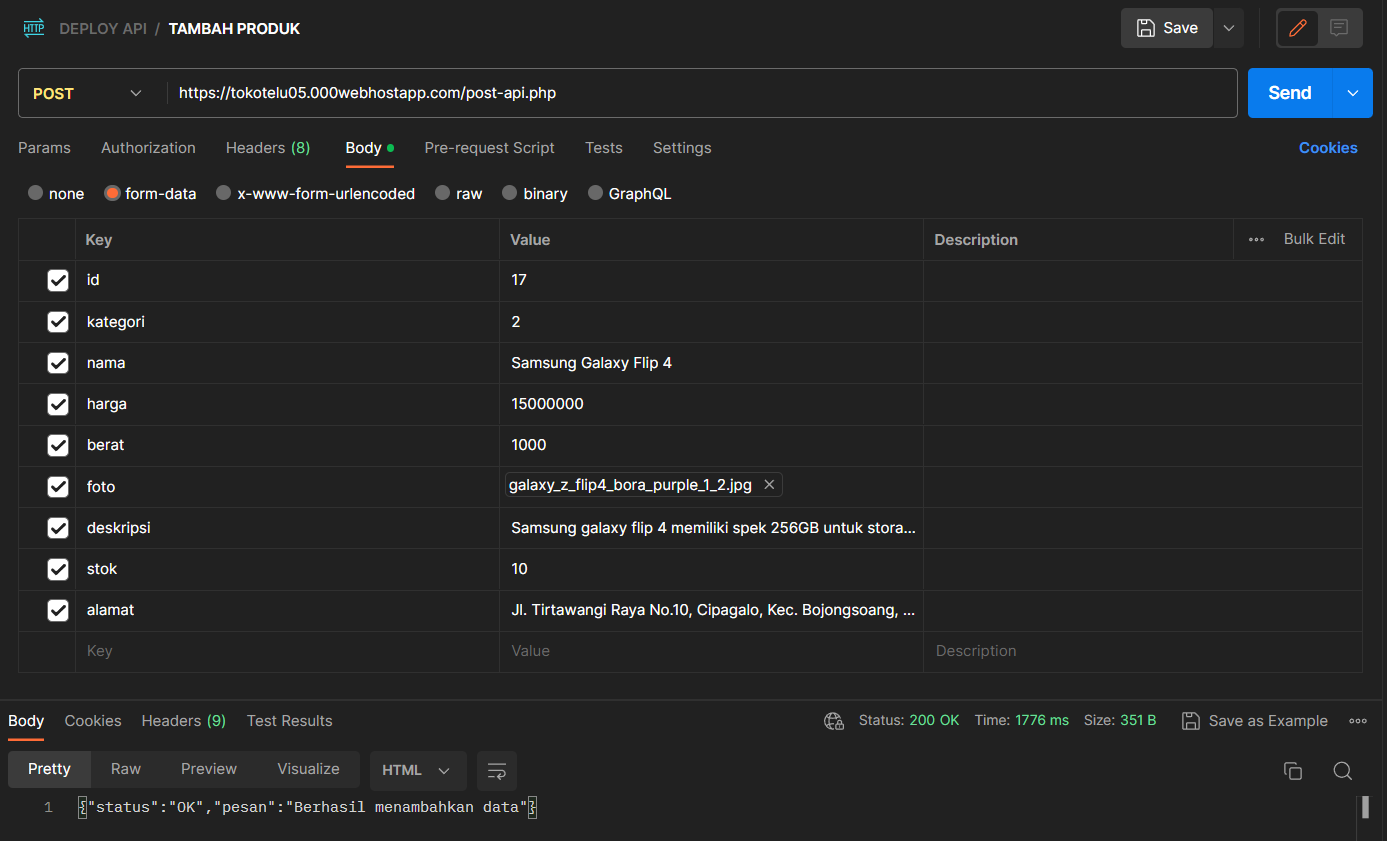 HTTP DEPLOY API / TAMBAH PRODUK Save
POST https://tokotelu05.000webhostapp.com/post-api.php Send
Params Authorization Headers (8) Body Pre-request Script Tests Settings Cookies
none form-data x-www-form-urlencoded raw binary GraphQL
Key Value Description ••• Bulk Edit
id 17
kategori 2
nama Samsung Galaxy Flip 4
harga 15000000
berat 1000
foto galaxy_z_flip4_bora_purple_1_2.jpg
deskripsi Samsung galaxy flip 4 memiliki spek 256GB untuk stora...
stok 10
alamat Jl. Tirtawangi Raya No.10, Cipagalo, Kec. Bojongsoang, ...
Key Value Description
Body Cookies Headers (9) Test Results Status: 200 OK Time: 1776 ms Size: 351 B Save as Example
Pretty Raw Preview Visualize HTML
1 {"status":"OK","pesan":"Berhasil menambahkan data"}